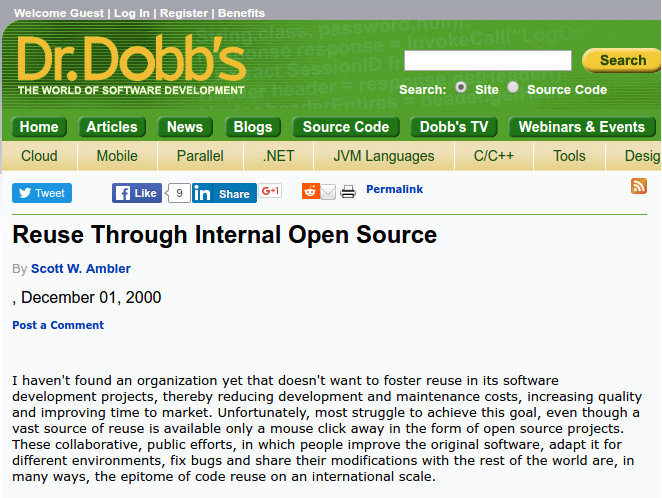 Welcome Guest | Log In | Register | Benefits
Dr. Dobb's
THE WORLD OF SOFTWARE DEVELOPMENT
Search
Search: Site Source Code
Home Articles News Blogs Source Code Dobb's TV Webinars & Events
Cloud Mobile Parallel .NET JVM Languages C/C++ Tools Desig
Tweet Like 9 in Share G+1 Permalink
Reuse Through Internal Open Source
By Scott W. Ambler
, December 01, 2000
Post a Comment
I haven't found an organization yet that doesn't want to foster reuse in its software
development projects, thereby reducing development and maintenance costs, increasing quality
and improving time to market. Unfortunately, most struggle to achieve this goal, even though a
vast source of reuse is available only a mouse click away in the form of open source projects.
These collaborative, public efforts, in which people improve the original software, adapt it for
different environments, fix bugs and share their modifications with the rest of the world are, in
many ways, the epitome of code reuse on an international scale.